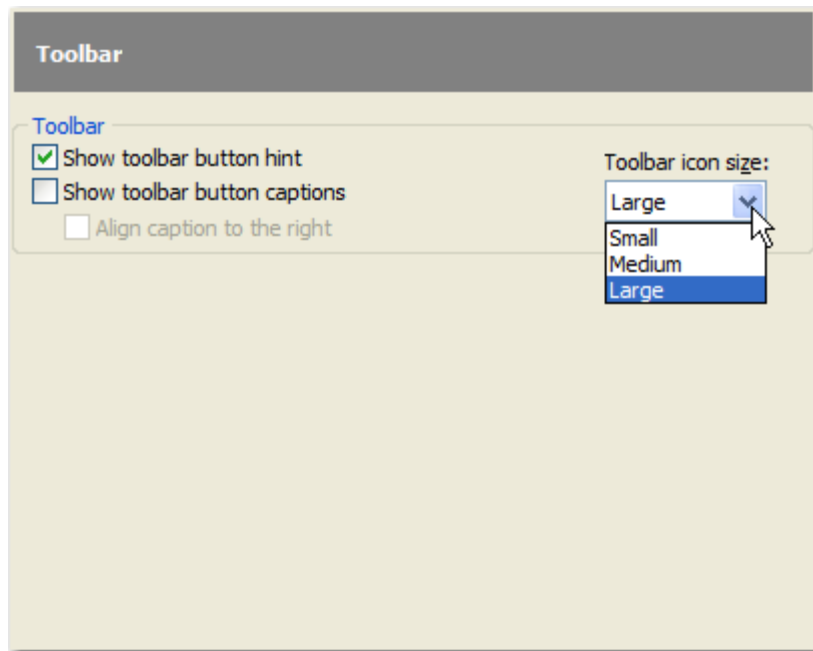 Toolbar
Toolbar
Show toolbar button hint
Show toolbar button captions
Align caption to the right
Toolbar icon size:
Large
Small
Medium
Large